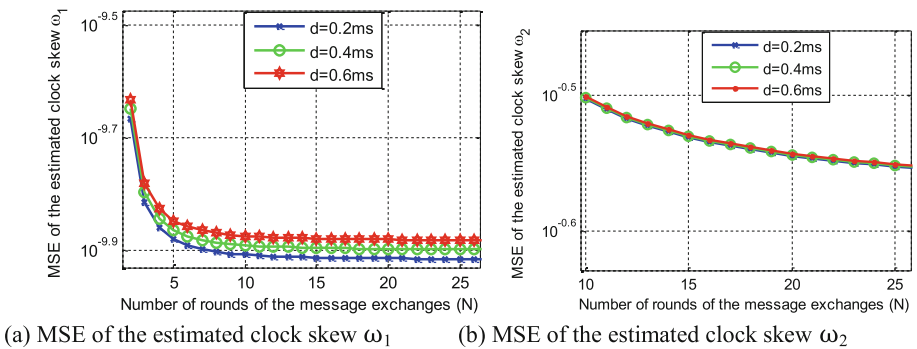 MSE of the estimated clock skew ω1
10^-9.5
10^-9.7
10^-9.9
d=0.2ms
d=0.4ms
d=0.6ms
5 10 15 20 25
Number of rounds of the message exchanges (N)
(a) MSE of the estimated clock skew ω1
MSE of the estimated clock skew ω2
10^-0.5
10^-0.6
d=0.2ms
d=0.4ms
d=0.6ms
10 15 20 25
Number of rounds of the message exchanges (N)
(b) MSE of the estimated clock skew ω2